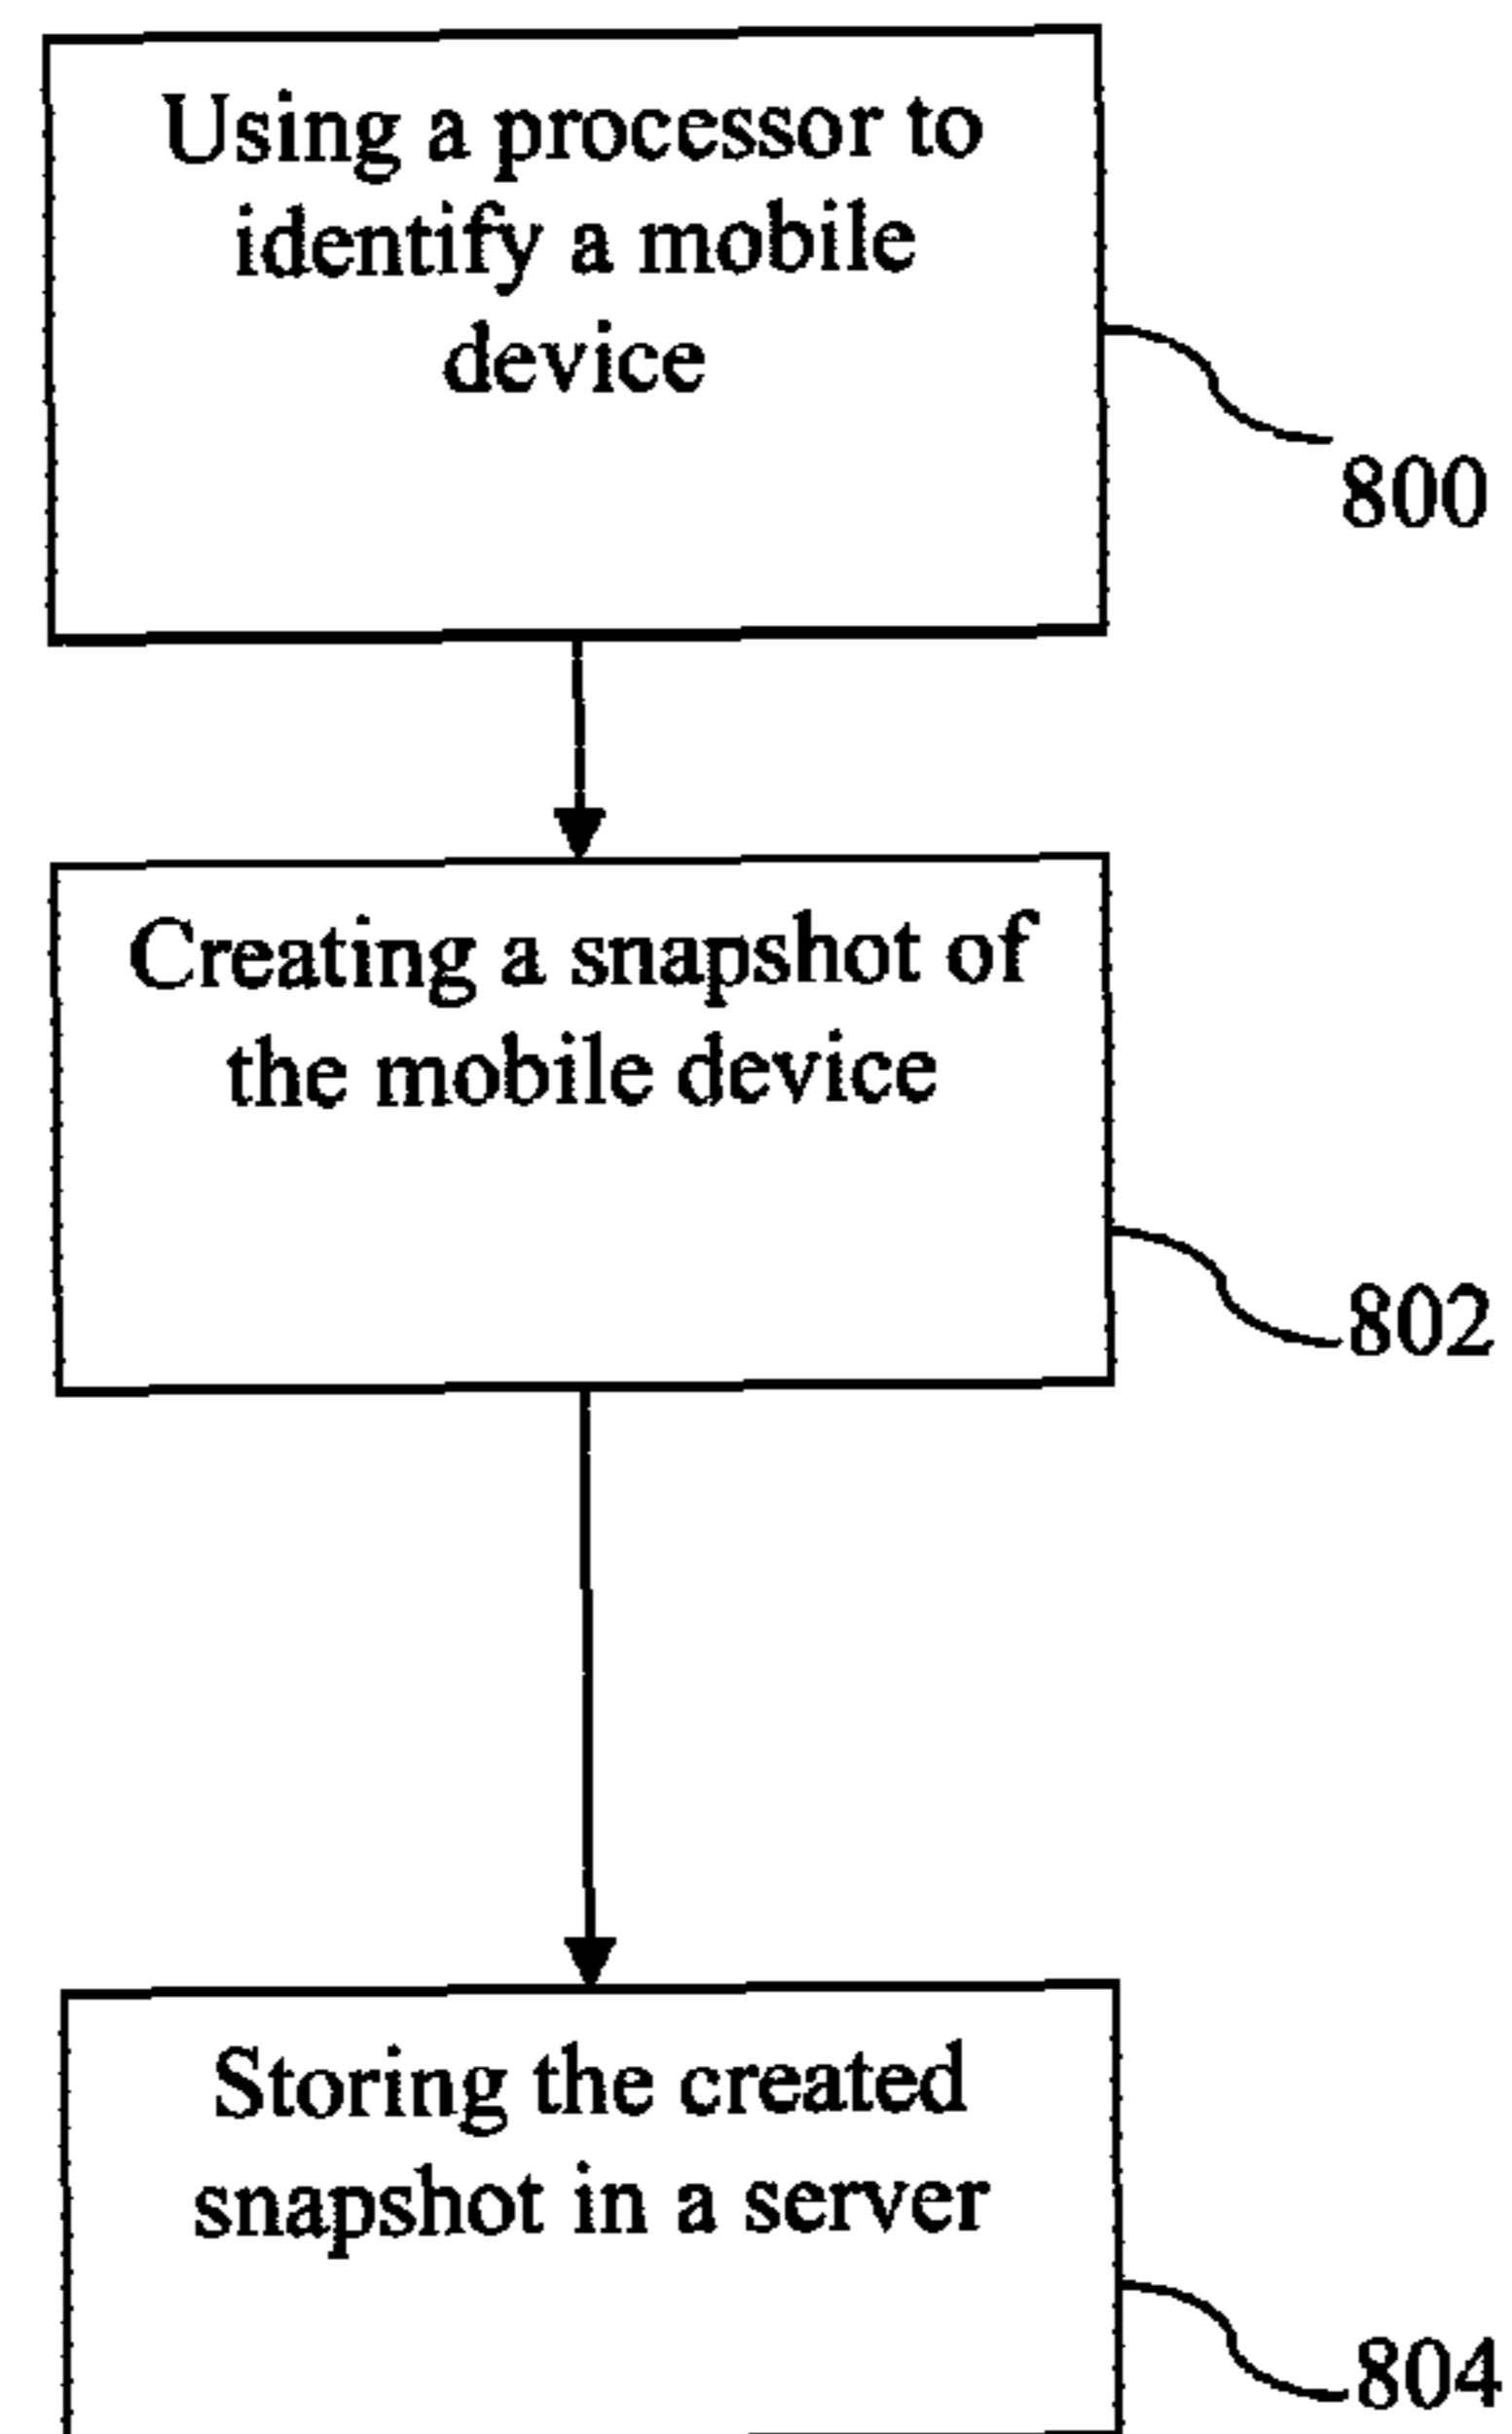 Using a processor to
identify a mobile
device
800
Creating a snapshot of
the mobile device
802
Storing the created
snapshot in a server
804